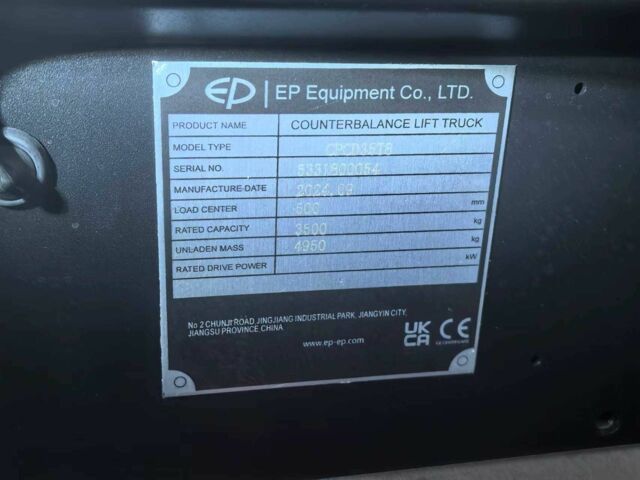 EP | EP Equipment Co., LTD.
PRODUCT NAME COUNTERBALANCE LIFT TRUCK
MODEL TYPE CPCD35T8
SERIAL NO.
MANUFACTURE DATE 2024.09
LOAD CENTER 500 mm
RATED CAPACITY 3500 kg
UNLADEN MASS 4950 kg
RATED DRIVE POWER kW
No 2 CHUNJI ROAD JINGJIANG INDUSTRIAL PARK, JIANGYIN CITY,
JIANGSU PROVINCE CHINA
www.ep-ep.com
UK
CA
CE